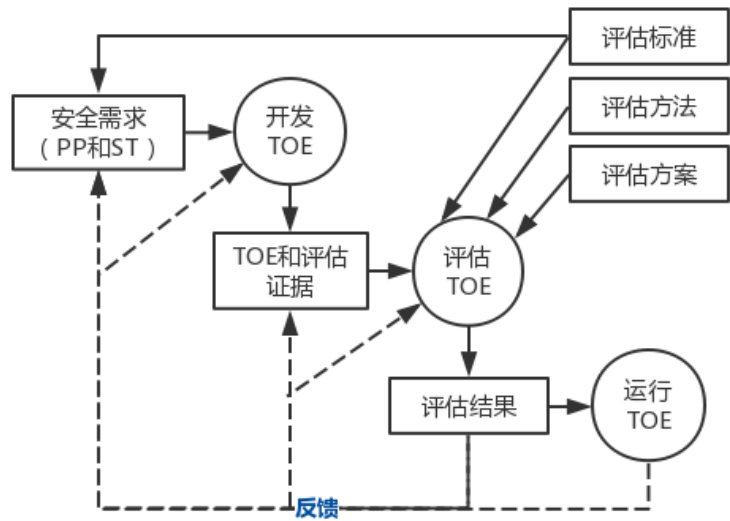 评估标准
安全需求
（PP和ST）
开发
TOE
评估方法
评估方案
TOE和评估
证据
评估
TOE
评估结果
运行
TOE
反馈